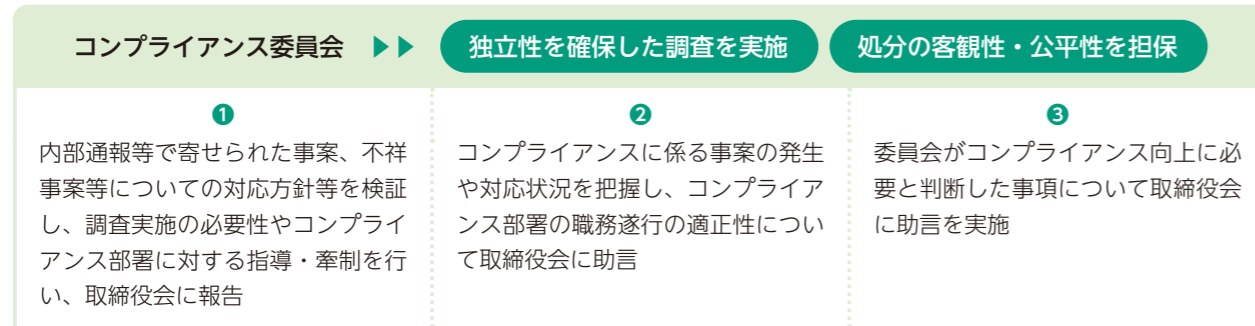 コンプライアンス委員会 ▶▶ 独立性を確保した調査を実施 処分の客観性・公平性を担保
❶
内部通報等で寄せられた事案、不祥
事案等についての対応方針等を検証
し、調査実施の必要性やコンプライ
アンス部署に対する指導・牽制を行
い、取締役会に報告
❷
コンプライアンスに係る事案の発生
や対応状況を把握し、コンプライア
ンス部署の職務遂行の適正性につい
て取締役会に助言
❸
委員会がコンプライアンス向上に必
要と判断した事項について取締役会
に助言を実施